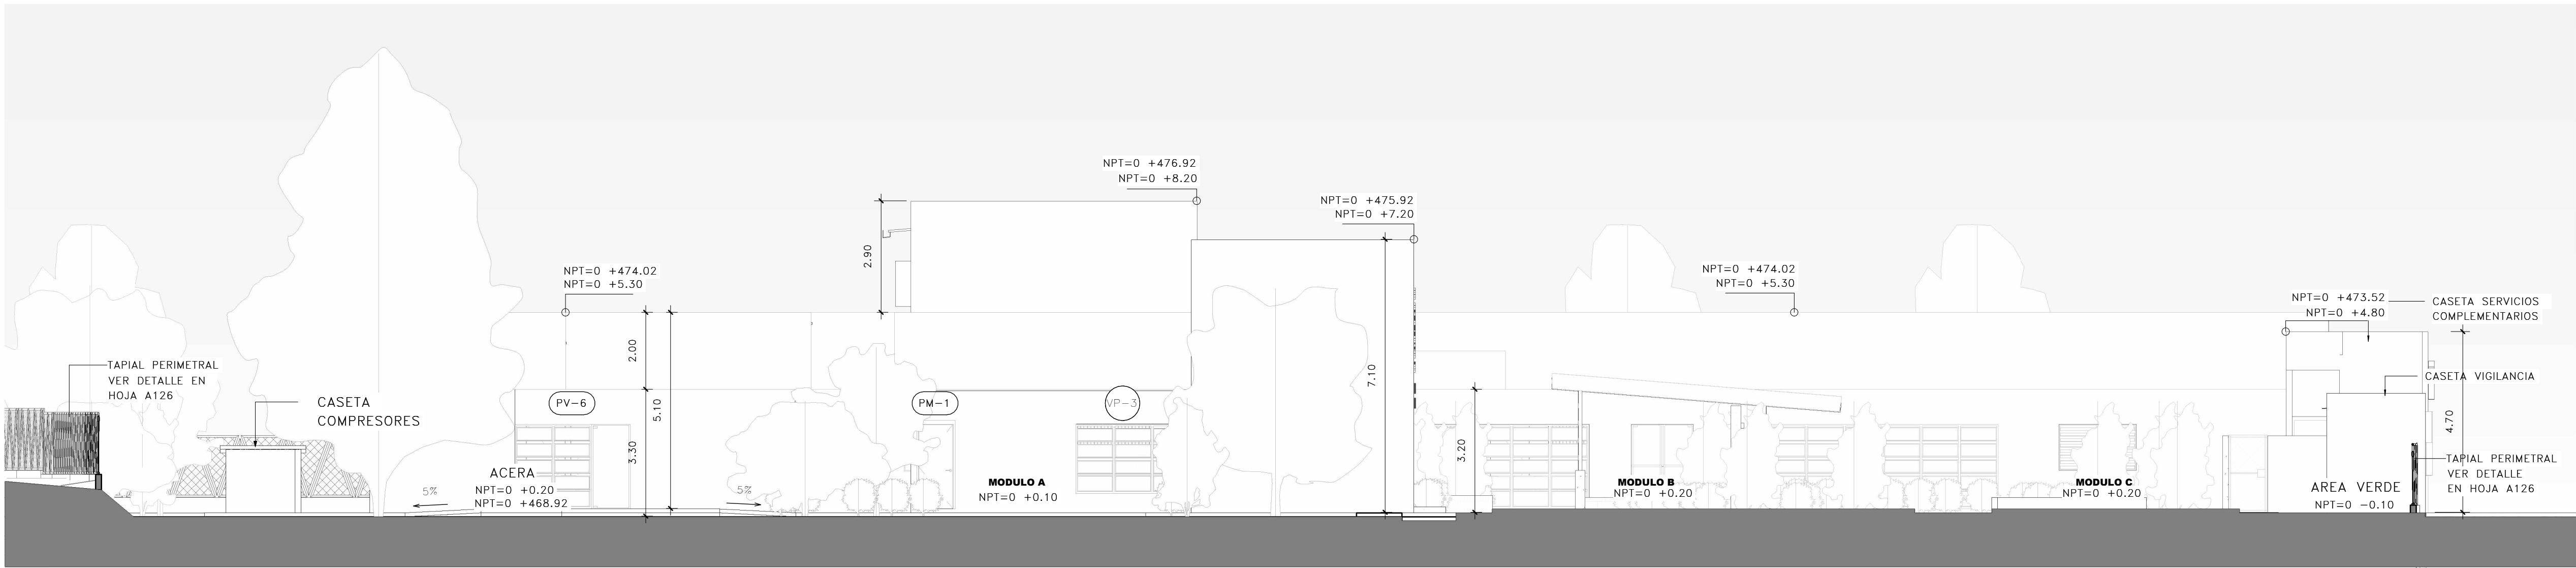 NPT=0 +476.92
NPT=0 +8.20
NPT=0 +475.92
NPT=0 +7.20
2.90
NPT=0 +474.02
NPT=0 +5.30
NPT=0 +474.02
NPT=0 +5.30
NPT=0 +473.52
NPT=0 +4.80
CASETA SERVICIOS
COMPLEMENTARIOS
TAPIAL PERIMETRAL
VER DETALLE EN
HOJA A126
CASETA
COMPRESORES
2.00
5.10
3.30
7.10
3.20
4.70
CASETA VIGILANCIA
PV-6
PM-1
VP-3
ACERA
NPT=0 +0.20
NPT=0 +468.92
5%
5%
MODULO A
NPT=0 +0.10
MODULO B
NPT=0 +0.20
MODULO C
NPT=0 +0.20
AREA VERDE
NPT=0 -0.10
TAPIAL PERIMETRAL
VER DETALLE
EN HOJA A126